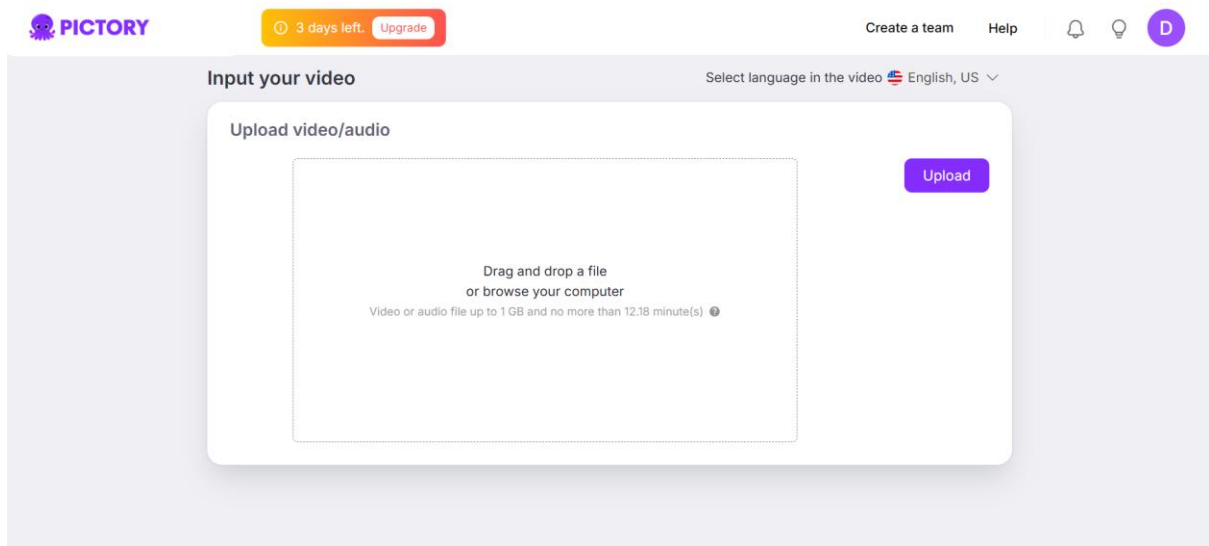 PICTORY
3 days left. Upgrade
Create a team
Help
D
Input your video
Select language in the video English, US
Upload video/audio
Upload
Drag and drop a file
or browse your computer
Video or audio file up to 1 GB and no more than 12.18 minute(s) ?